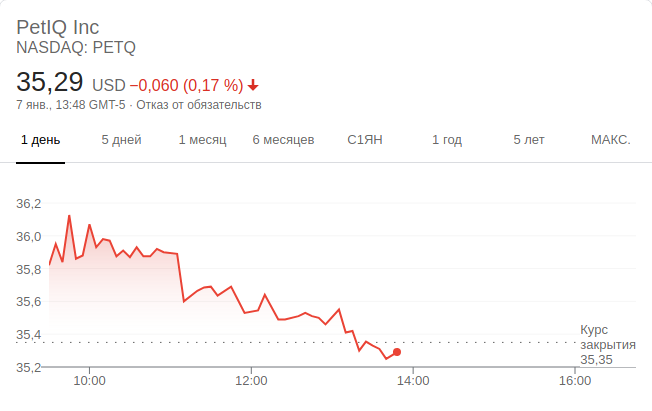 PetIQ Inc
NASDAQ: PETQ
35,29 USD −0,060 (0,17 %)
7 янв., 13:48 GMT-5 · Отказ от обязательств
1 день 5 дней 1 месяц 6 месяцев С1ЯН 1 год 5 лет МАКС.
36,2
36,0
35,8
35,6
35,4
Курс
закрытия
35,35
35,2
10:00 12:00 14:00 16:00